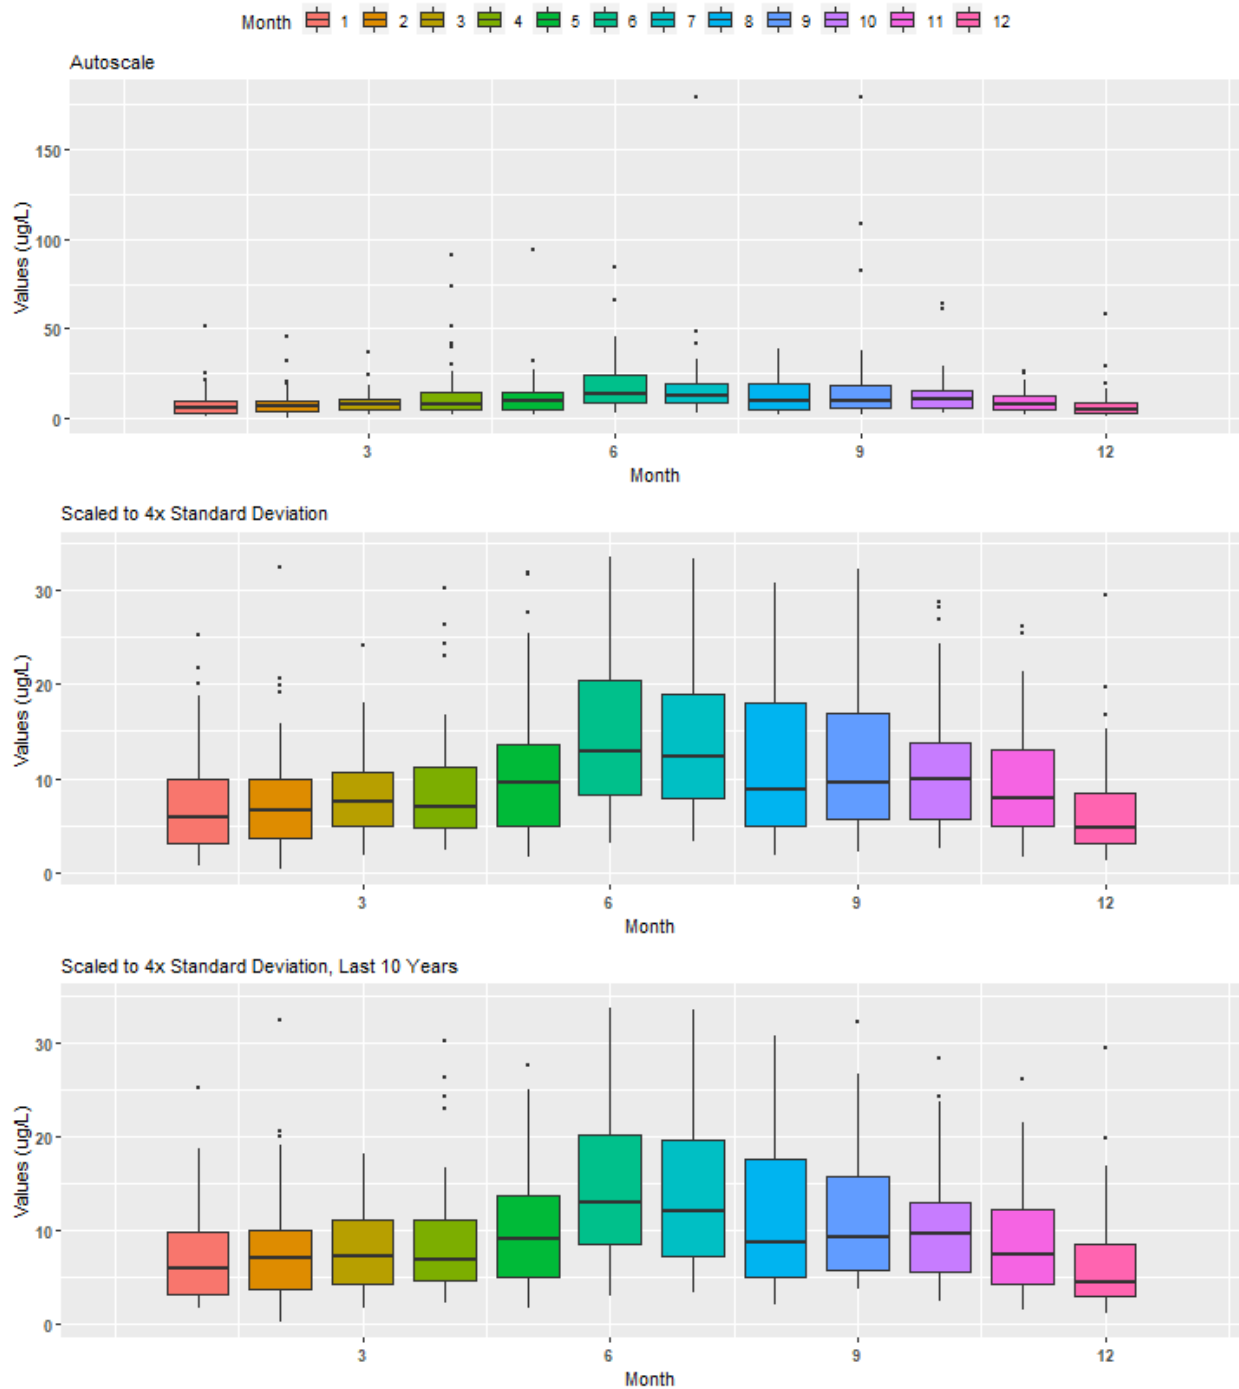 Month 1 2 3 4 5 6 7 8 9 10 11 12
Autoscale
Values (ug/L)
150
100
50
0
3 6 9 12
Month
Scaled to 4x Standard Deviation
Values (ug/L)
30
20
10
0
3 6 9 12
Month
Scaled to 4x Standard Deviation, Last 10 Years
Values (ug/L)
30
20
10
0
3 6 9 12
Month